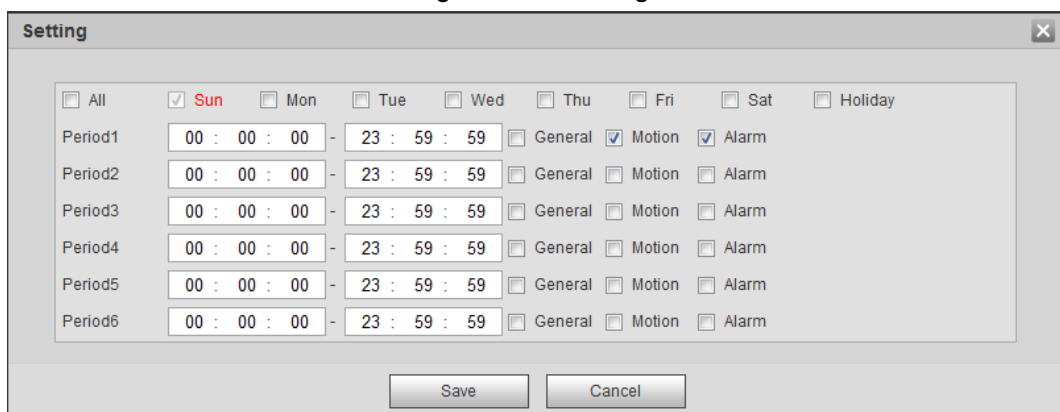 Setting
All Sun Mon Tue Wed Thu Fri Sat Holiday
Period1 00 : 00 : 00 - 23 : 59 : 59 General Motion Alarm
Period2 00 : 00 : 00 - 23 : 59 : 59 General Motion Alarm
Period3 00 : 00 : 00 - 23 : 59 : 59 General Motion Alarm
Period4 00 : 00 : 00 - 23 : 59 : 59 General Motion Alarm
Period5 00 : 00 : 00 - 23 : 59 : 59 General Motion Alarm
Period6 00 : 00 : 00 - 23 : 59 : 59 General Motion Alarm
Save Cancel